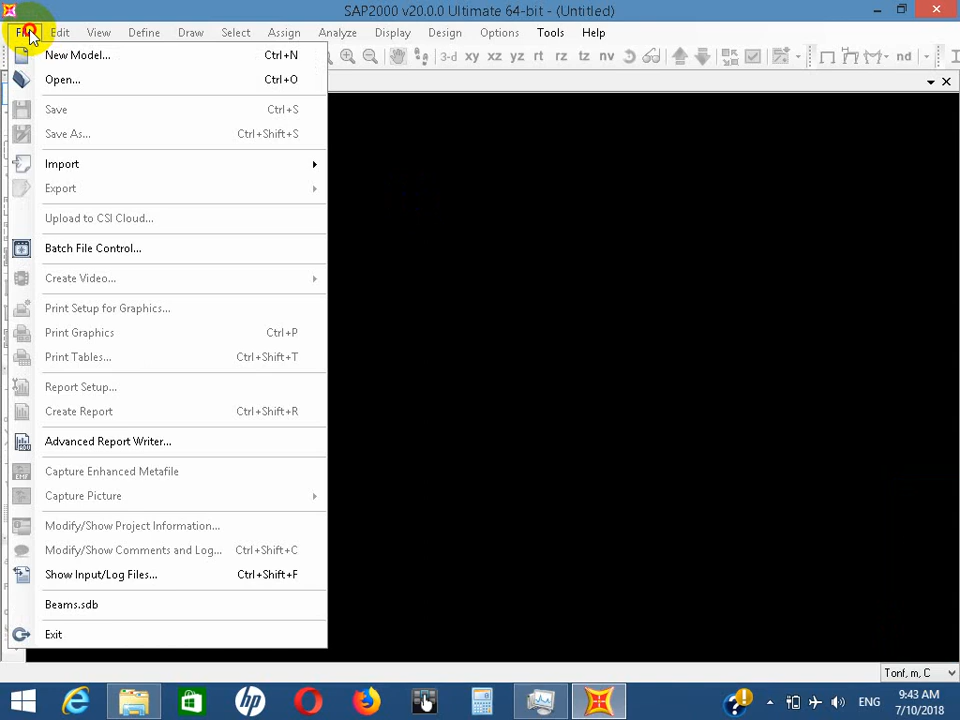 SAP2000 v20.0.0 Ultimate 64-bit - (Untitled)
Edit View Define Draw Select Assign Analyze Display Design Options Tools Help
New Model... Ctrl+N
Open... Ctrl+O
3-d xy xz yz rt rz tz nv nd
Save Ctrl+S
Save As... Ctrl+Shift+S
Import
Export
Upload to CSI Cloud...
Batch File Control...
Create Video...
Print Setup for Graphics...
Print Graphics Ctrl+P
Print Tables... Ctrl+Shift+T
Report Setup...
Create Report Ctrl+Shift+R
Advanced Report Writer...
Capture Enhanced Metafile
Capture Picture
Modify/Show Project Information...
Modify/Show Comments and Log... Ctrl+Shift+C
Show Input/Log Files... Ctrl+Shift+F
Beams.sdb
Exit
Tonf, m, C
ENG
9:43 AM
7/10/2018